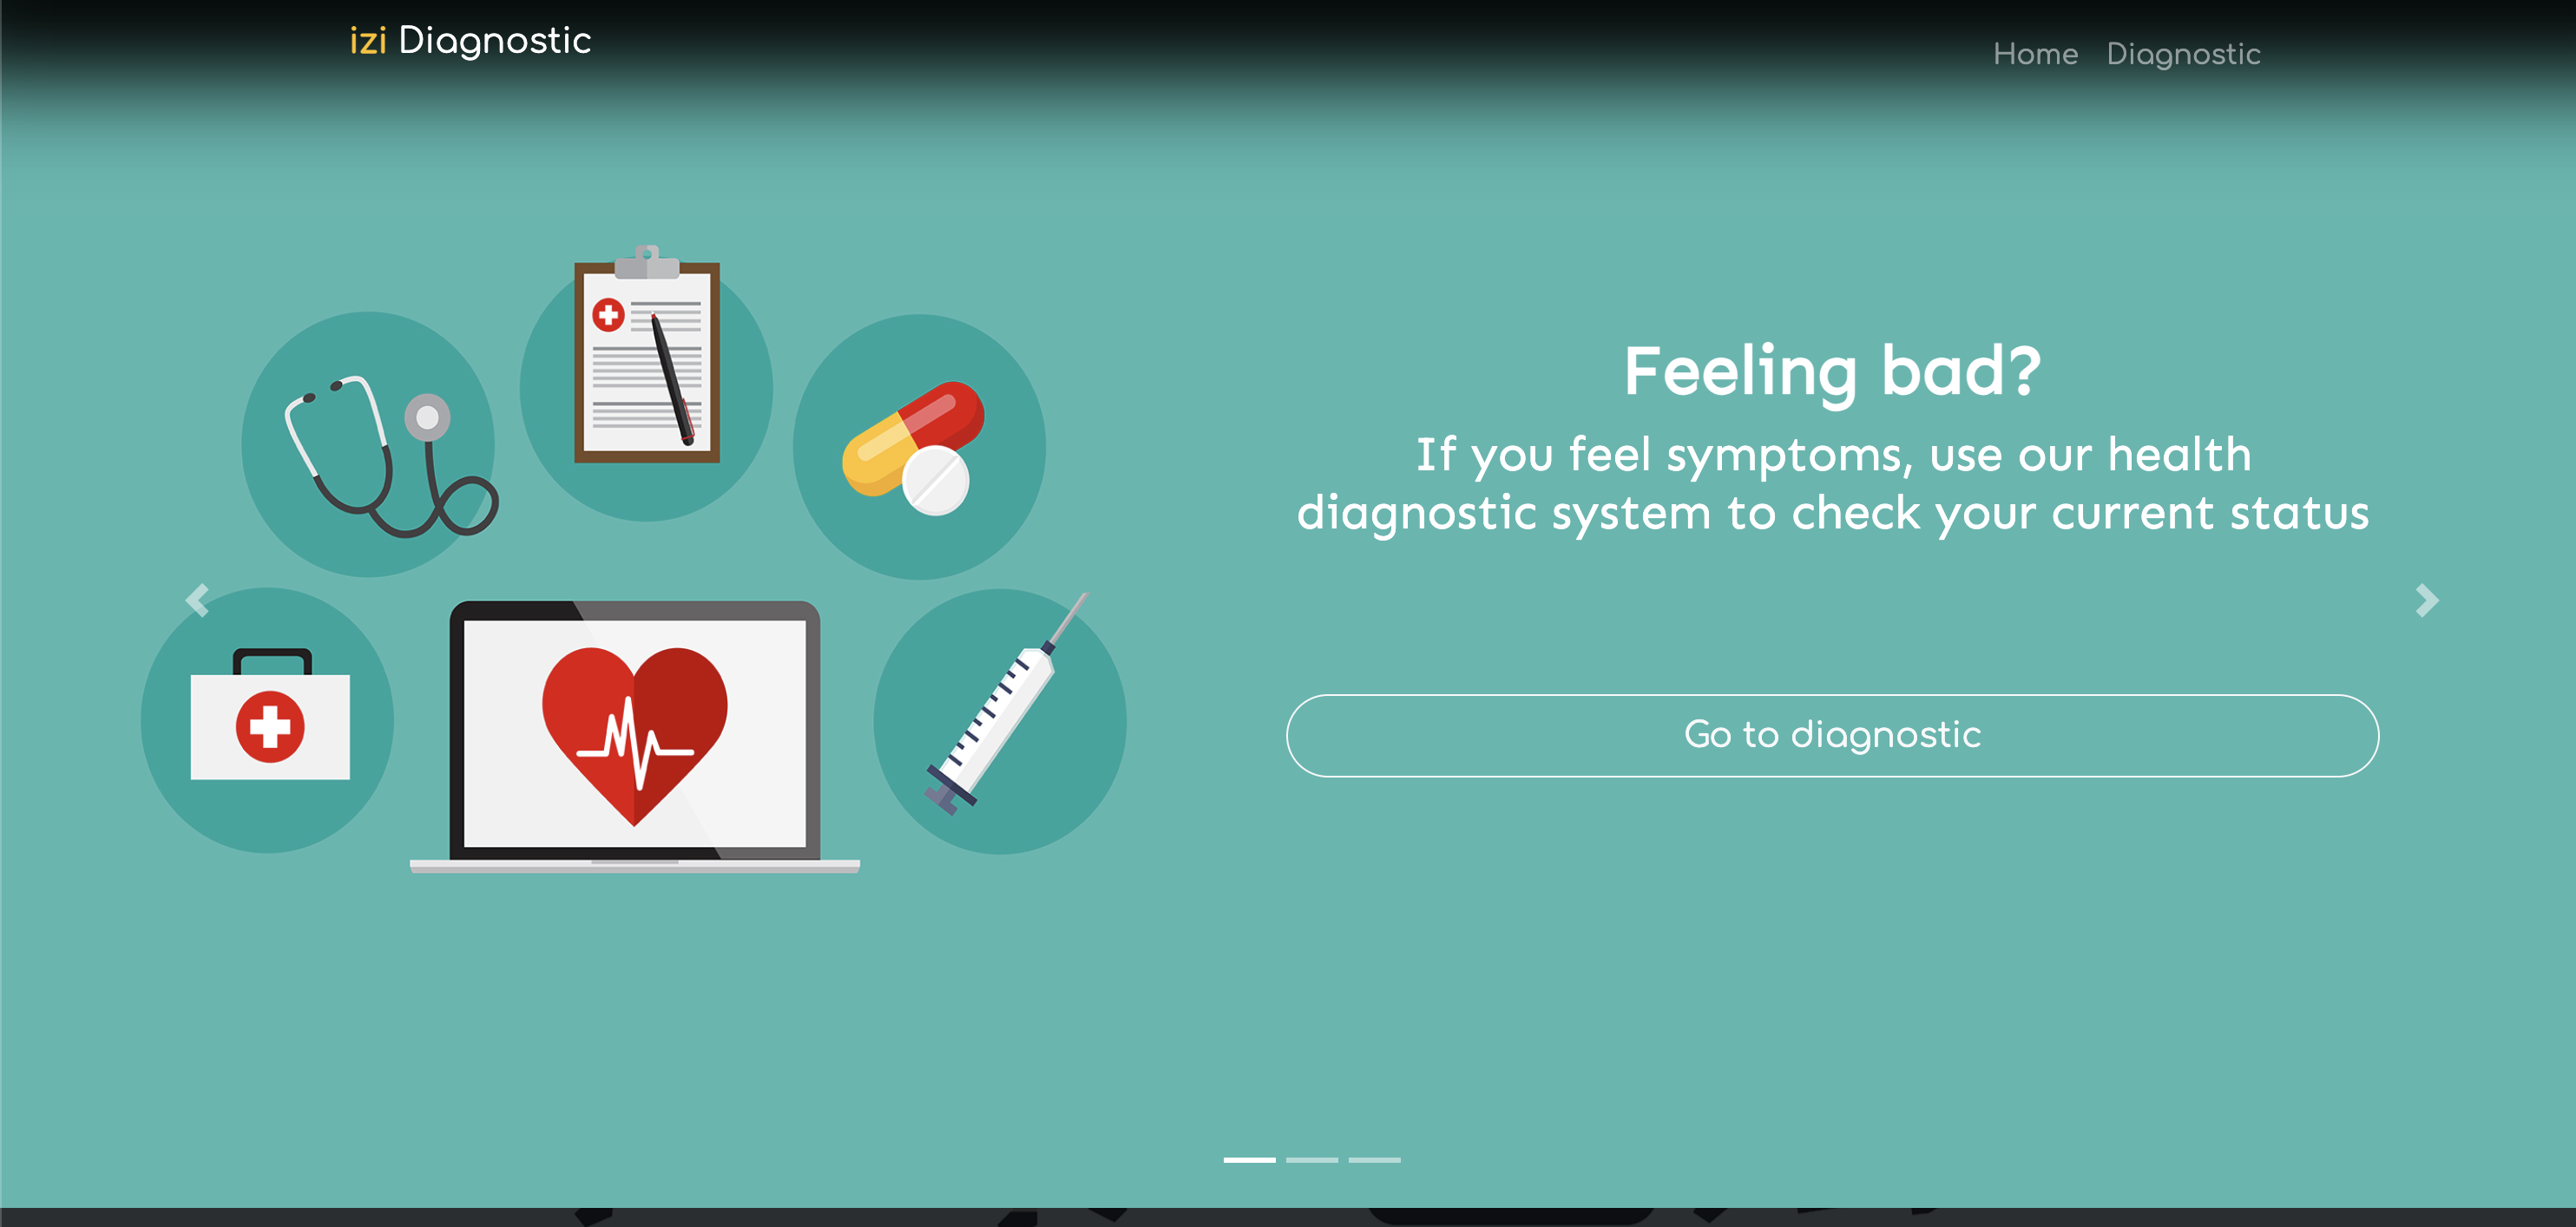 izi Diagnostic
Home Diagnostic
Feeling bad?
If you feel symptoms, use our health
diagnostic system to check your current status
Go to diagnostic